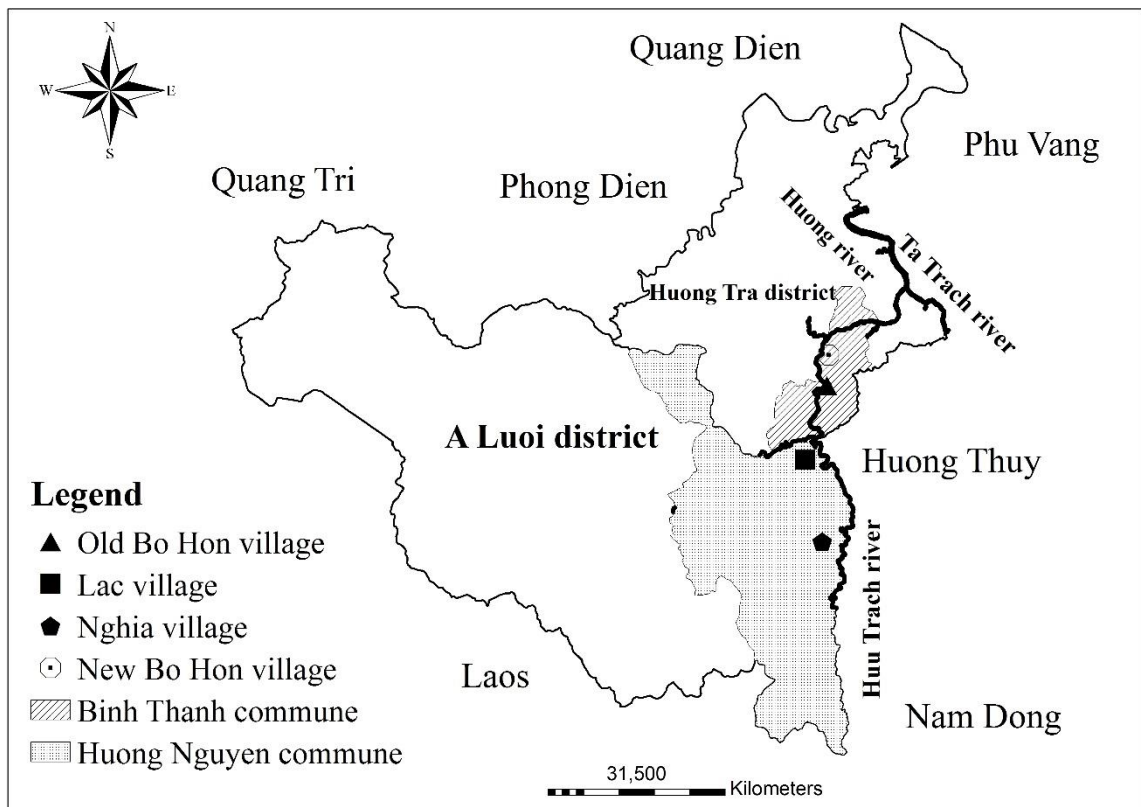 N
W
E
S
Quang Dien
Phu Vang
Quang Tri
Phong Dien
Huong river
Ta Trach river
Huong Tra district
A Luoi district
Huong Thuy
Legend
Old Bo Hon village
Lac village
Nghia village
New Bo Hon village
Binh Thanh commune
Huong Nguyen commune
Huu Trach river
Laos
Nam Dong
31,500
Kilometers